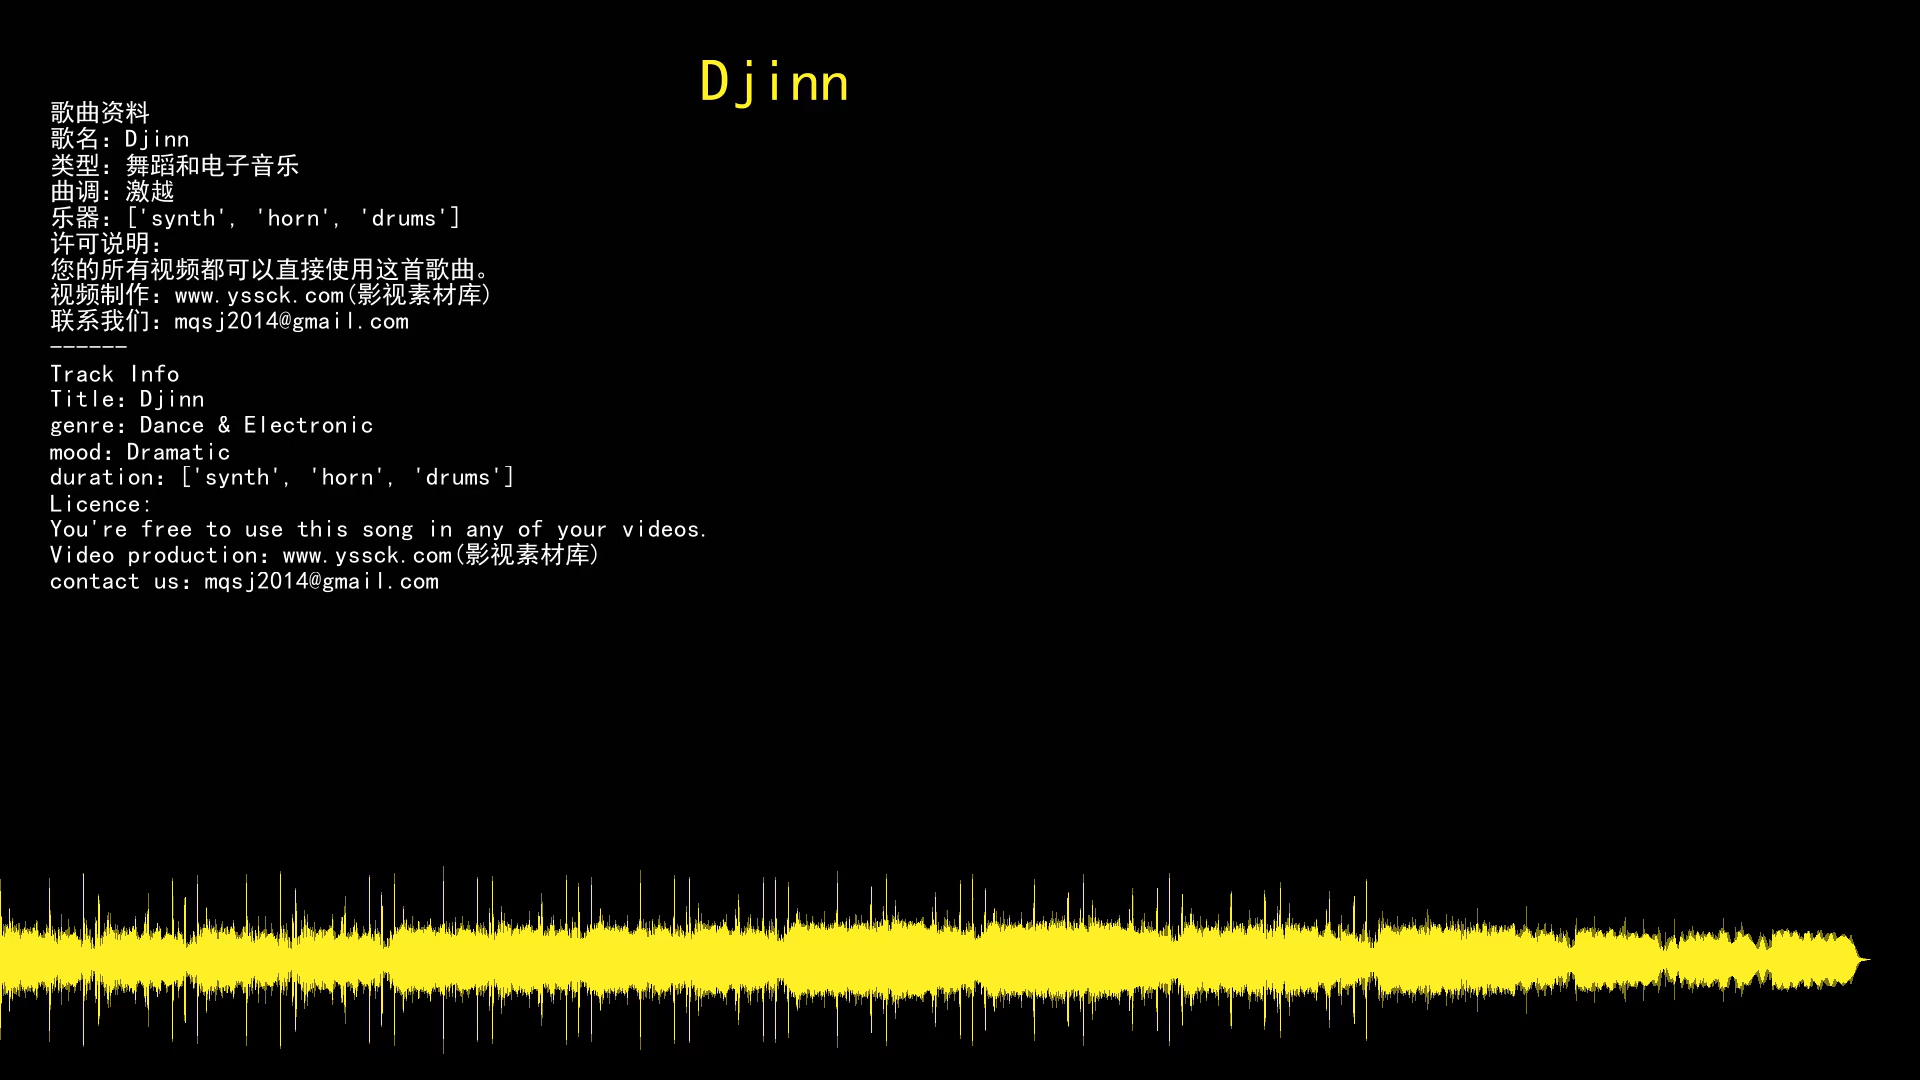 Djinn
歌曲资料
歌名：Djinn
类型：舞蹈和电子音乐
曲调：激越
乐器：['synth', 'horn', 'drums']
许可说明：
您的所有视频都可以直接使用这首歌曲。
视频制作：www.yssck.com(影视素材库)
联系我们：mqsj2014@gmail.com
------
Track Info
Title：Djinn
genre：Dance & Electronic
mood：Dramatic
duration：['synth', 'horn', 'drums']
Licence:
You're free to use this song in any of your videos.
Video production：www.yssck.com(影视素材库)
contact us：mqsj2014@gmail.com